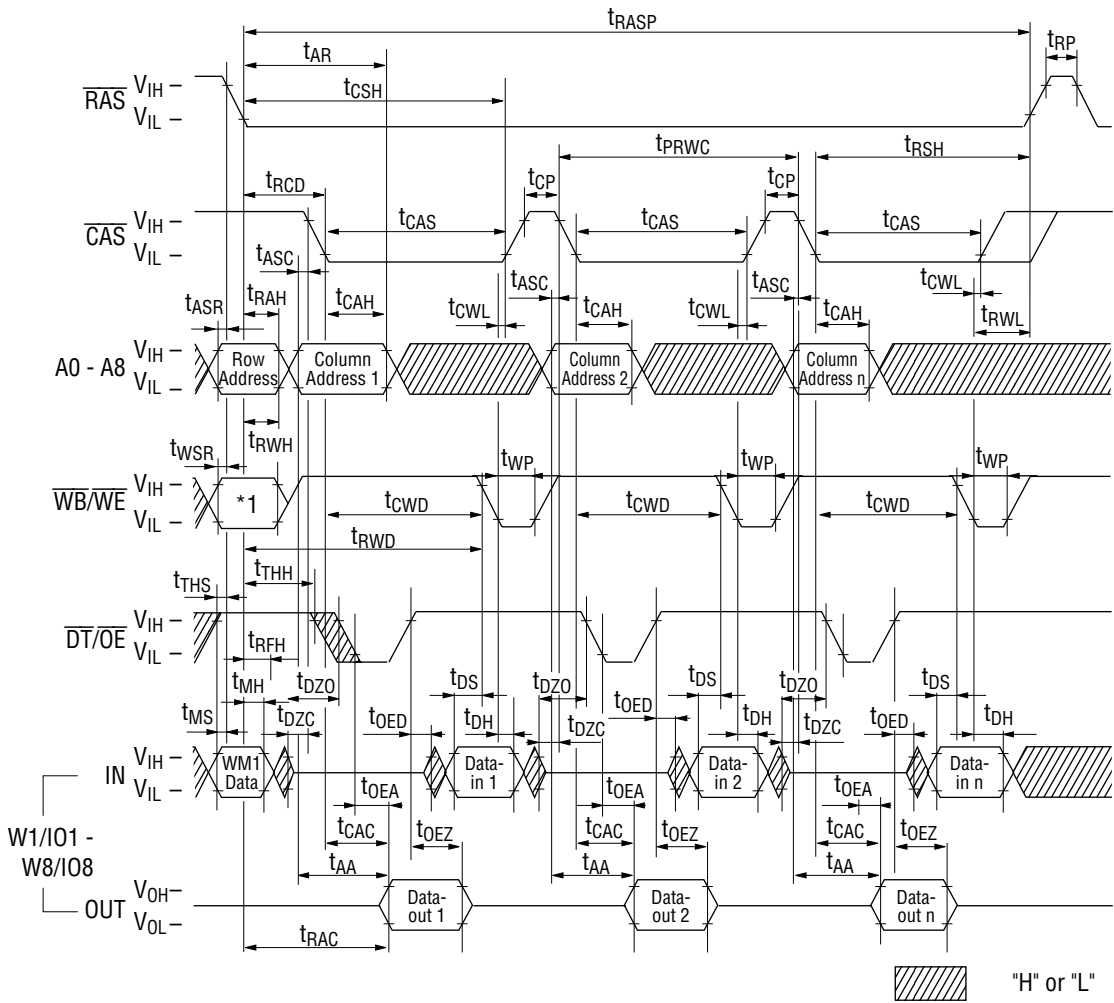 tRASP
tAR
tRP
RAS
VIH
VIL
tCSH
tPRWC
tRSH
tRCD
tCP
tCP
CAS
VIH
VIL
tCAS
tCAS
tCAS
tASC
tASC
tASC
tASR
tRAH
tCAH
tCWL
tCAH
tCWL
tCAH
tCWL
tRWL
A0 - A8
VIH
VIL
Row Address
Column Address 1
Column Address 2
Column Address n
tRWH
tWSR
tWP
tWP
tWP
WB/WE
VIH
VIL
*1
tCWD
tCWD
tCWD
tRWD
tTHH
tTHS
DT/OE
VIH
VIL
tRFH
tMH
tDZO
tDS
tDZO
tDS
tDZO
tDS
tMS
tDZC
tOED
tDH
tDZC
tOED
tDH
tDZC
tOED
tDH
IN
VIH
VIL
WM1 Data
Data-in 1
Data-in 2
Data-in n
tOEA
tOEA
tOEA
W1/IO1 -
W8/IO8
tCAC
tOEZ
tCAC
tOEZ
tCAC
tOEZ
tAA
tAA
tAA
OUT
VOH
VOL
Data-out 1
Data-out 2
Data-out n
tRAC
"H" or "L"